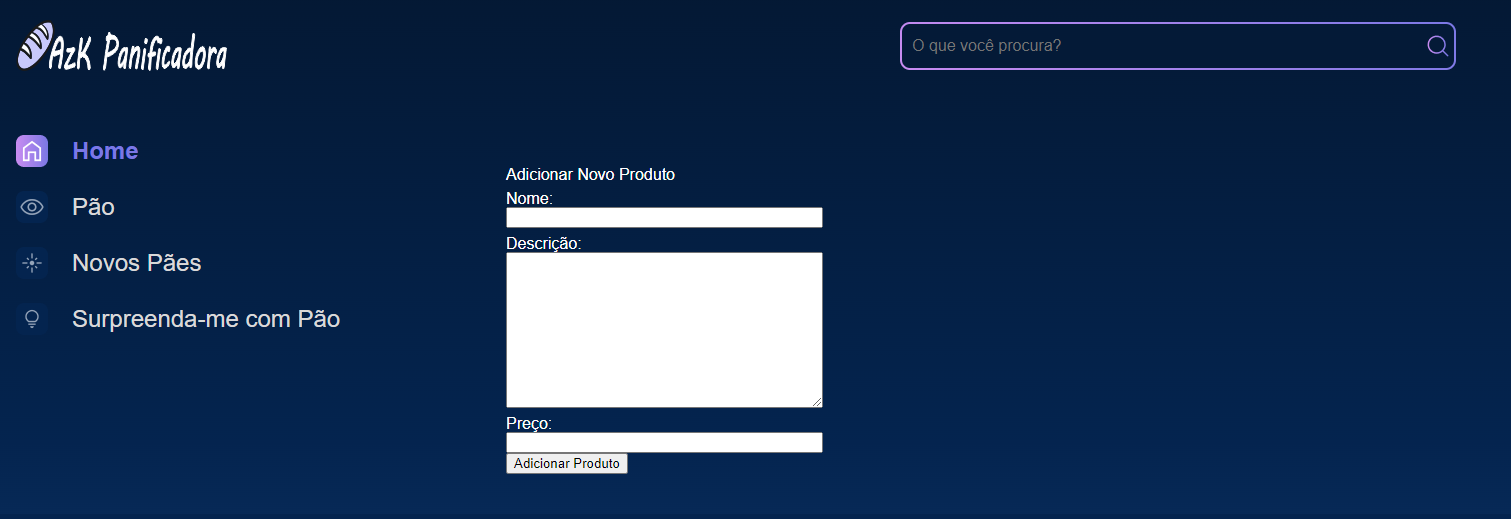 AzK Panificadora
O que você procura?
Home
Pão
Novos Pães
Surpreenda-me com Pão
Adicionar Novo Produto
Nome:
Descrição:
Preço:
Adicionar Produto